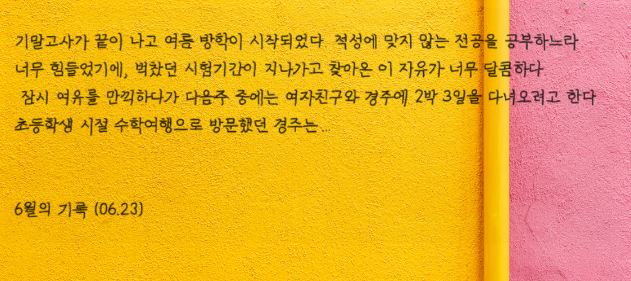 기말고사가 끝이 나고 여름 방학이 시작되었다. 적성에 맞지 않는 전공을 공부하느라
너무 힘들었기에, 벅찼던 시험기간이 지나가고 찾아온 이 자유가 너무 달콤하다.
잠시 여유를 만끽하다가 다음주 중에는 여자친구와 경주에 2박 3일을 다녀오려고 한다.
초등학생 시절 수학여행으로 방문했던 경주는...
6월의 기록 (06.23)